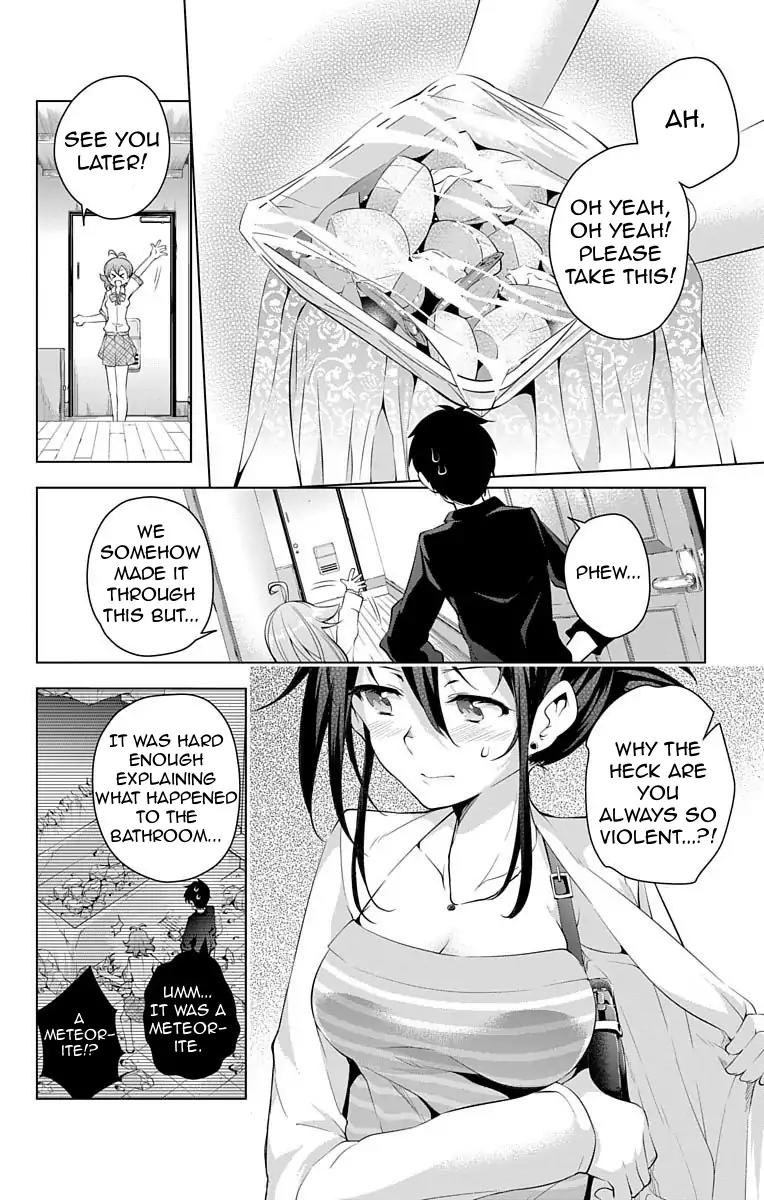 AH.
OH YEAH,
OH YEAH!
PLEASE
TAKE THIS!
SEE YOU
LATER!
PHEW...
WE
SOMEHOW
MADE IT
THROUGH
THIS BUT...
WHY THE
HECK ARE
YOU
ALWAYS SO
VIOLENT...?!
IT WAS HARD
ENOUGH
EXPLAINING
WHAT HAPPENED
TO THE
BATHROOM...
UMM...
IT WAS A
METEOR-
ITE.
A
METEOR-
ITE!?